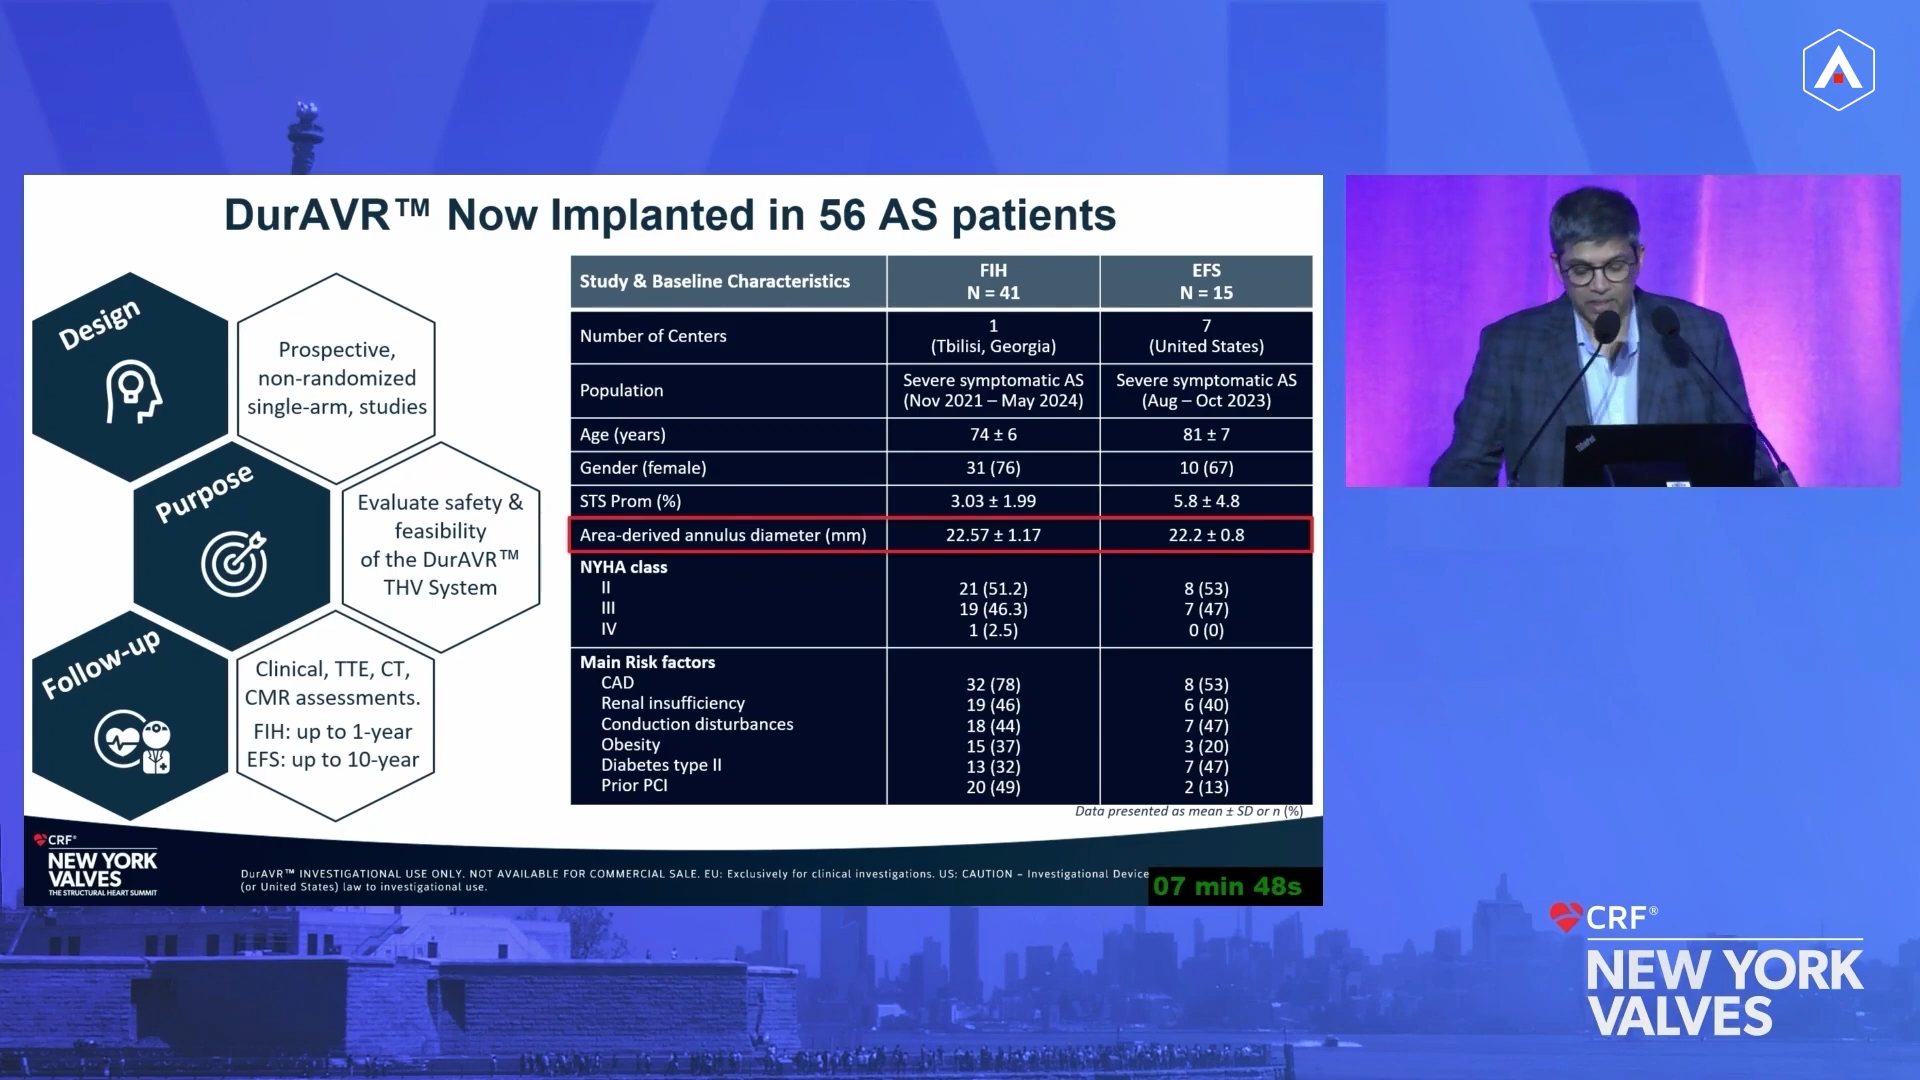 DurAVR™ Now Implanted in 56 AS patients
Design
Prospective,
non-randomized
single-arm, studies
Purpose
Evaluate safety &
feasibility
of the DurAVR™
THV System
Follow-up
Clinical, TTE, CT,
CMR assessments.
FIH: up to 1-year
EFS: up to 10-year
Study & Baseline Characteristics FIH N = 41 EFS N = 15
Number of Centers 1 (Tbilisi, Georgia) 7 (United States)
Population Severe symptomatic AS (Nov 2021 – May 2024) Severe symptomatic AS (Aug – Oct 2023)
Age (years) 74 ± 6 81 ± 7
Gender (female) 31 (76) 10 (67)
STS Prom (%) 3.03 ± 1.99 5.8 ± 4.8
Area-derived annulus diameter (mm) 22.57 ± 1.17 22.2 ± 0.8
NYHA class
II 21 (51.2) 8 (53)
III 19 (46.3) 7 (47)
IV 1 (2.5) 0 (0)
Main Risk factors
CAD 32 (78) 8 (53)
Renal insufficiency 19 (46) 6 (40)
Conduction disturbances 18 (44) 7 (47)
Obesity 15 (37) 3 (20)
Diabetes type II 13 (32) 7 (47)
Prior PCI 20 (49) 2 (13)
Data presented as mean ± SD or n (%)
CRF®
NEW YORK
VALVES
THE STRUCTURAL HEART SUMMIT
DurAVR™ INVESTIGATIONAL USE ONLY. NOT AVAILABLE FOR COMMERCIAL SALE. EU: Exclusively for clinical investigations. US: CAUTION – Investigational Device
(or United States) law to investigational use.
07 min 48s
ThinkPad
CRF®
NEW YORK
VALVES